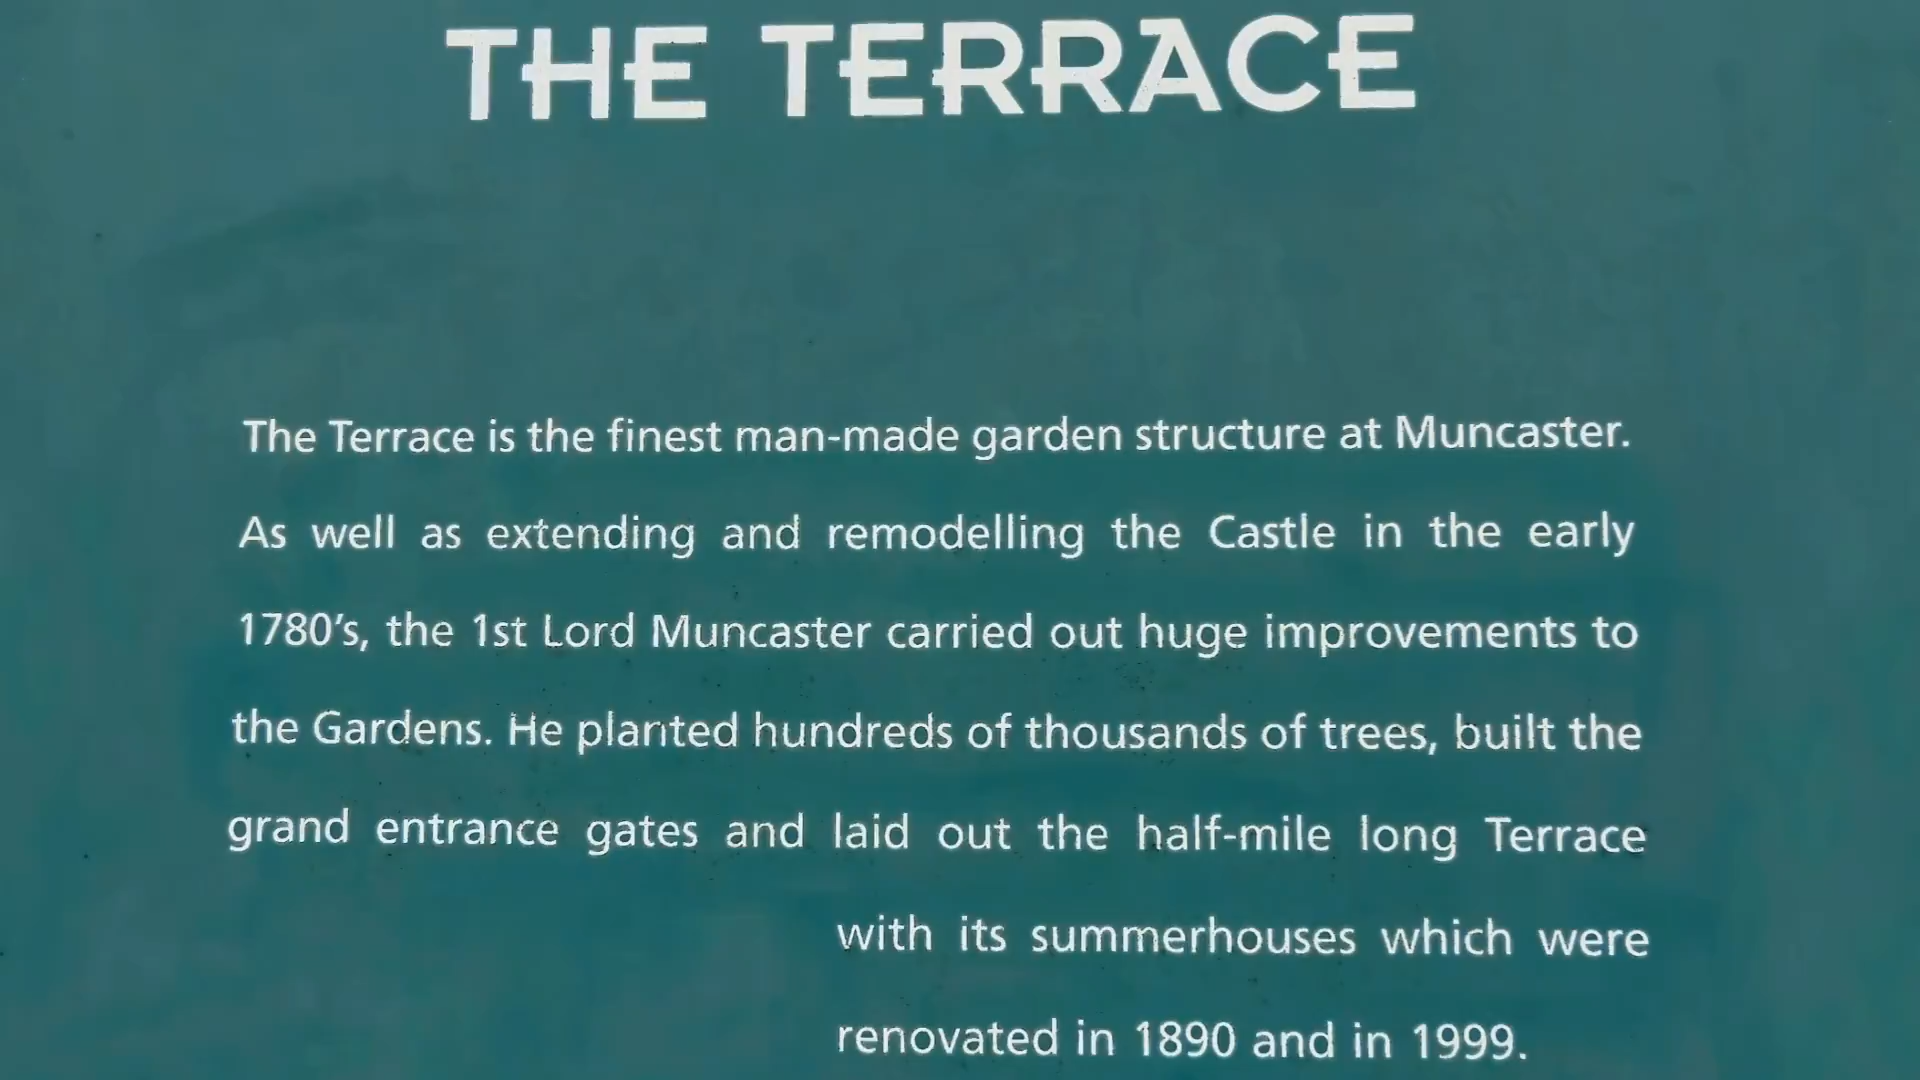 THE TERRACE
The Terrace is the finest man-made garden structure at Muncaster.
As well as extending and remodelling the Castle in the early
1780's, the 1st Lord Muncaster carried out huge improvements to
the Gardens. He planted hundreds of thousands of trees, built the
grand entrance gates and laid out the half-mile long Terrace
with its summerhouses which were
renovated in 1890 and in 1999.